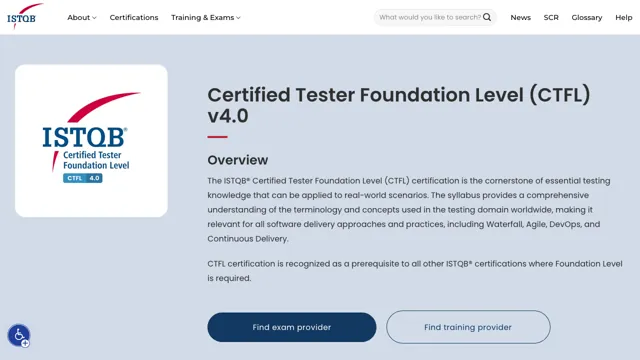 ISTQB®
About
Certifications
Training & Exams
What would you like to search?
News
SCR
Glossary
Help
ISTQB®
Certified Tester
Foundation Level
CTFL 4.0
Certified Tester Foundation Level (CTFL)
v4.0
Overview
The ISTQB® Certified Tester Foundation Level (CTFL) certification is the cornerstone of essential testing
knowledge that can be applied to real-world scenarios. The syllabus provides a comprehensive
understanding of the terminology and concepts used in the testing domain worldwide, making it
relevant for all software delivery approaches and practices, including Waterfall, Agile, DevOps, and
Continuous Delivery.
CTFL certification is recognized as a prerequisite to all other ISTQB® certifications where Foundation Level
is required.
Find exam provider
Find training provider